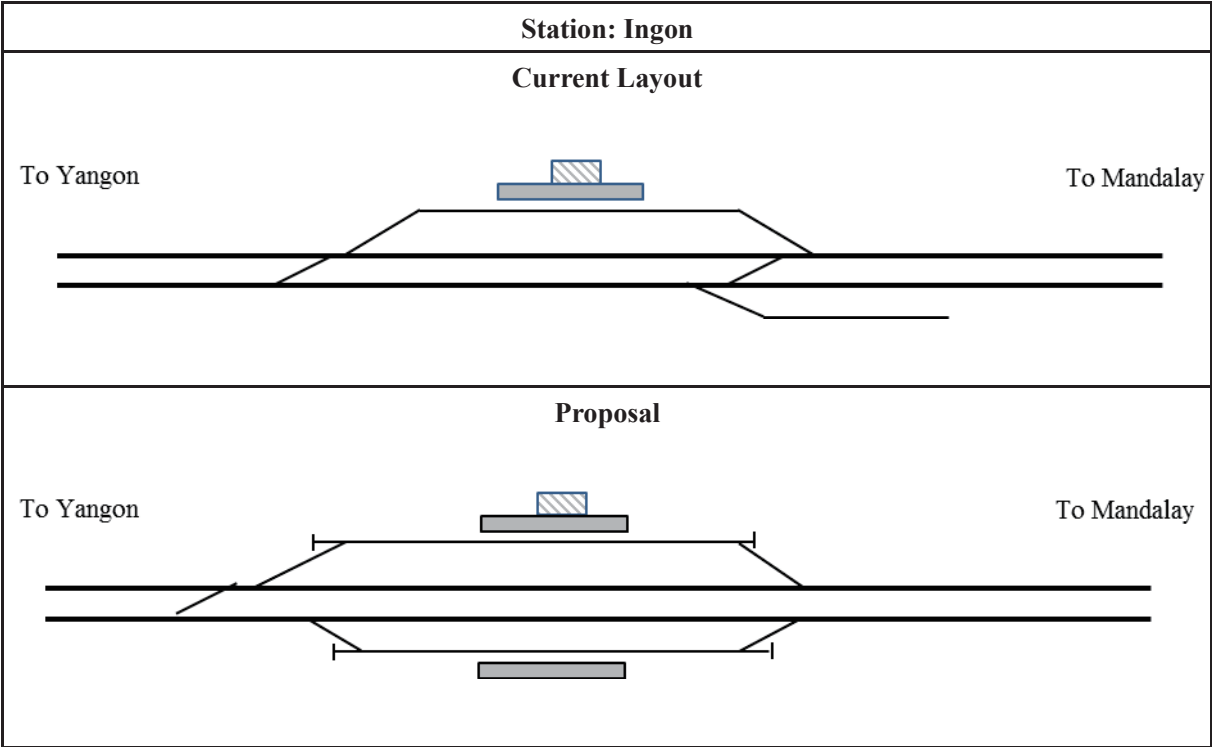 Station: Ingon
Current Layout
To Yangon
To Mandalay
Proposal
To Yangon
To Mandalay